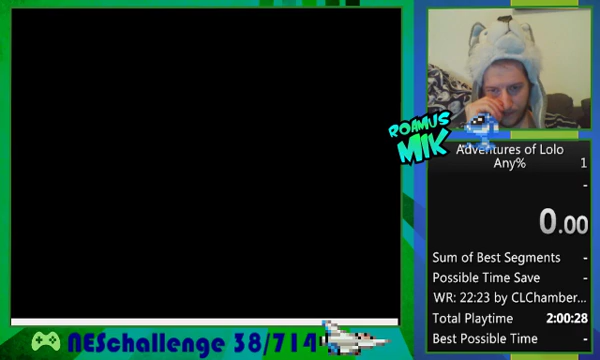 ROAMUS
MIK
Adventures of Lolo
Any% 1
-
0.00
Sum of Best Segments -
Possible Time Save -
WR: 22:23 by CLChamber...
Total Playtime 2:00:28
Best Possible Time -
NESchallenge 38/714